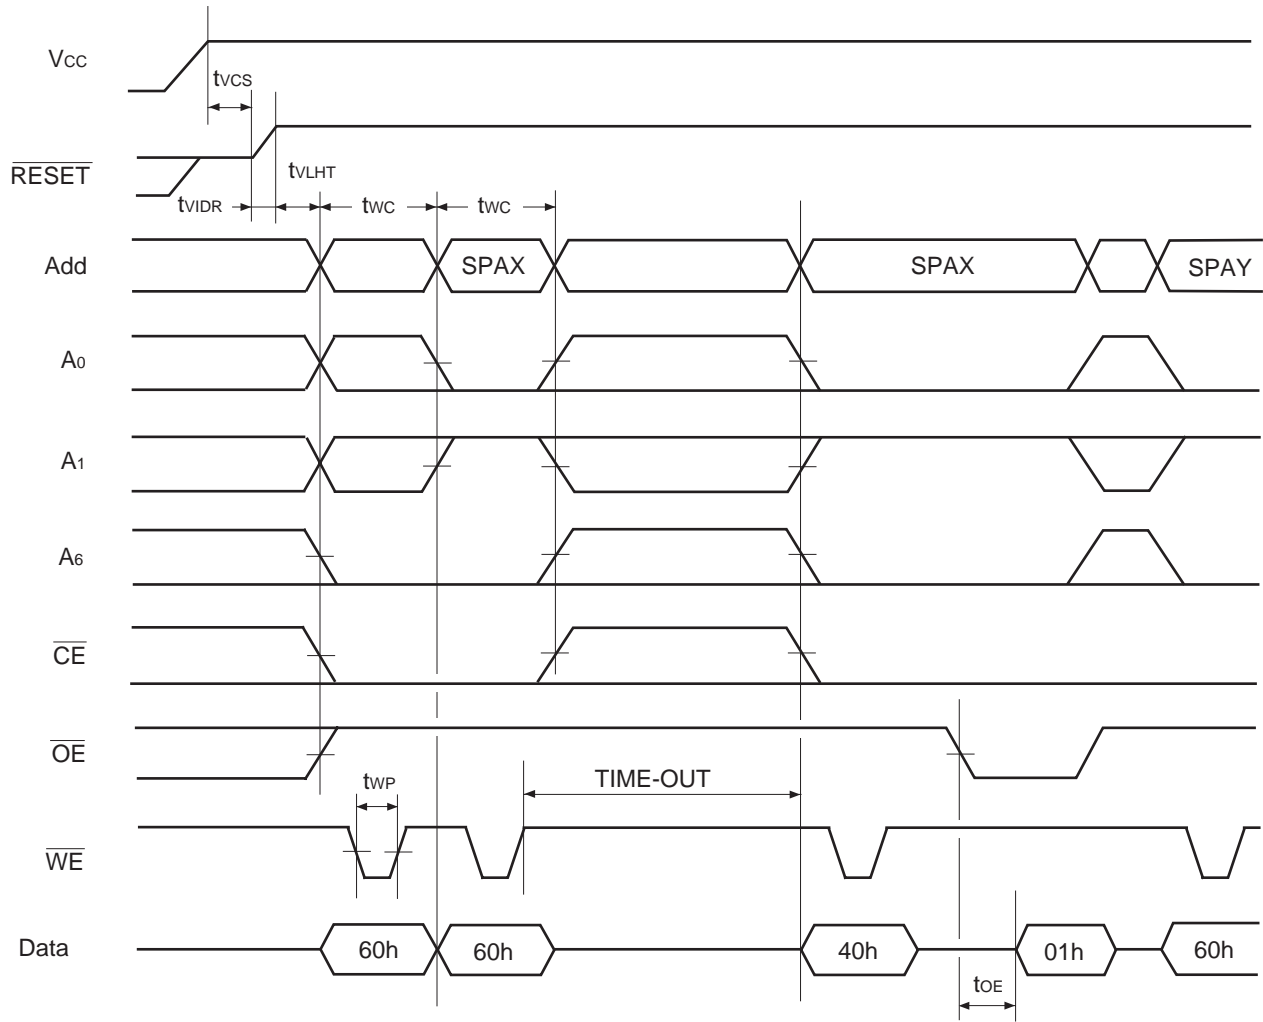 VCC
tVCS
RESET
tVLHT
tVIDR
tWC
tWC
Add
SPAX
SPAX
SPAY
A0
A1
A6
CE
OE
tWP
TIME-OUT
WE
Data
60h
60h
40h
01h
60h
tOE